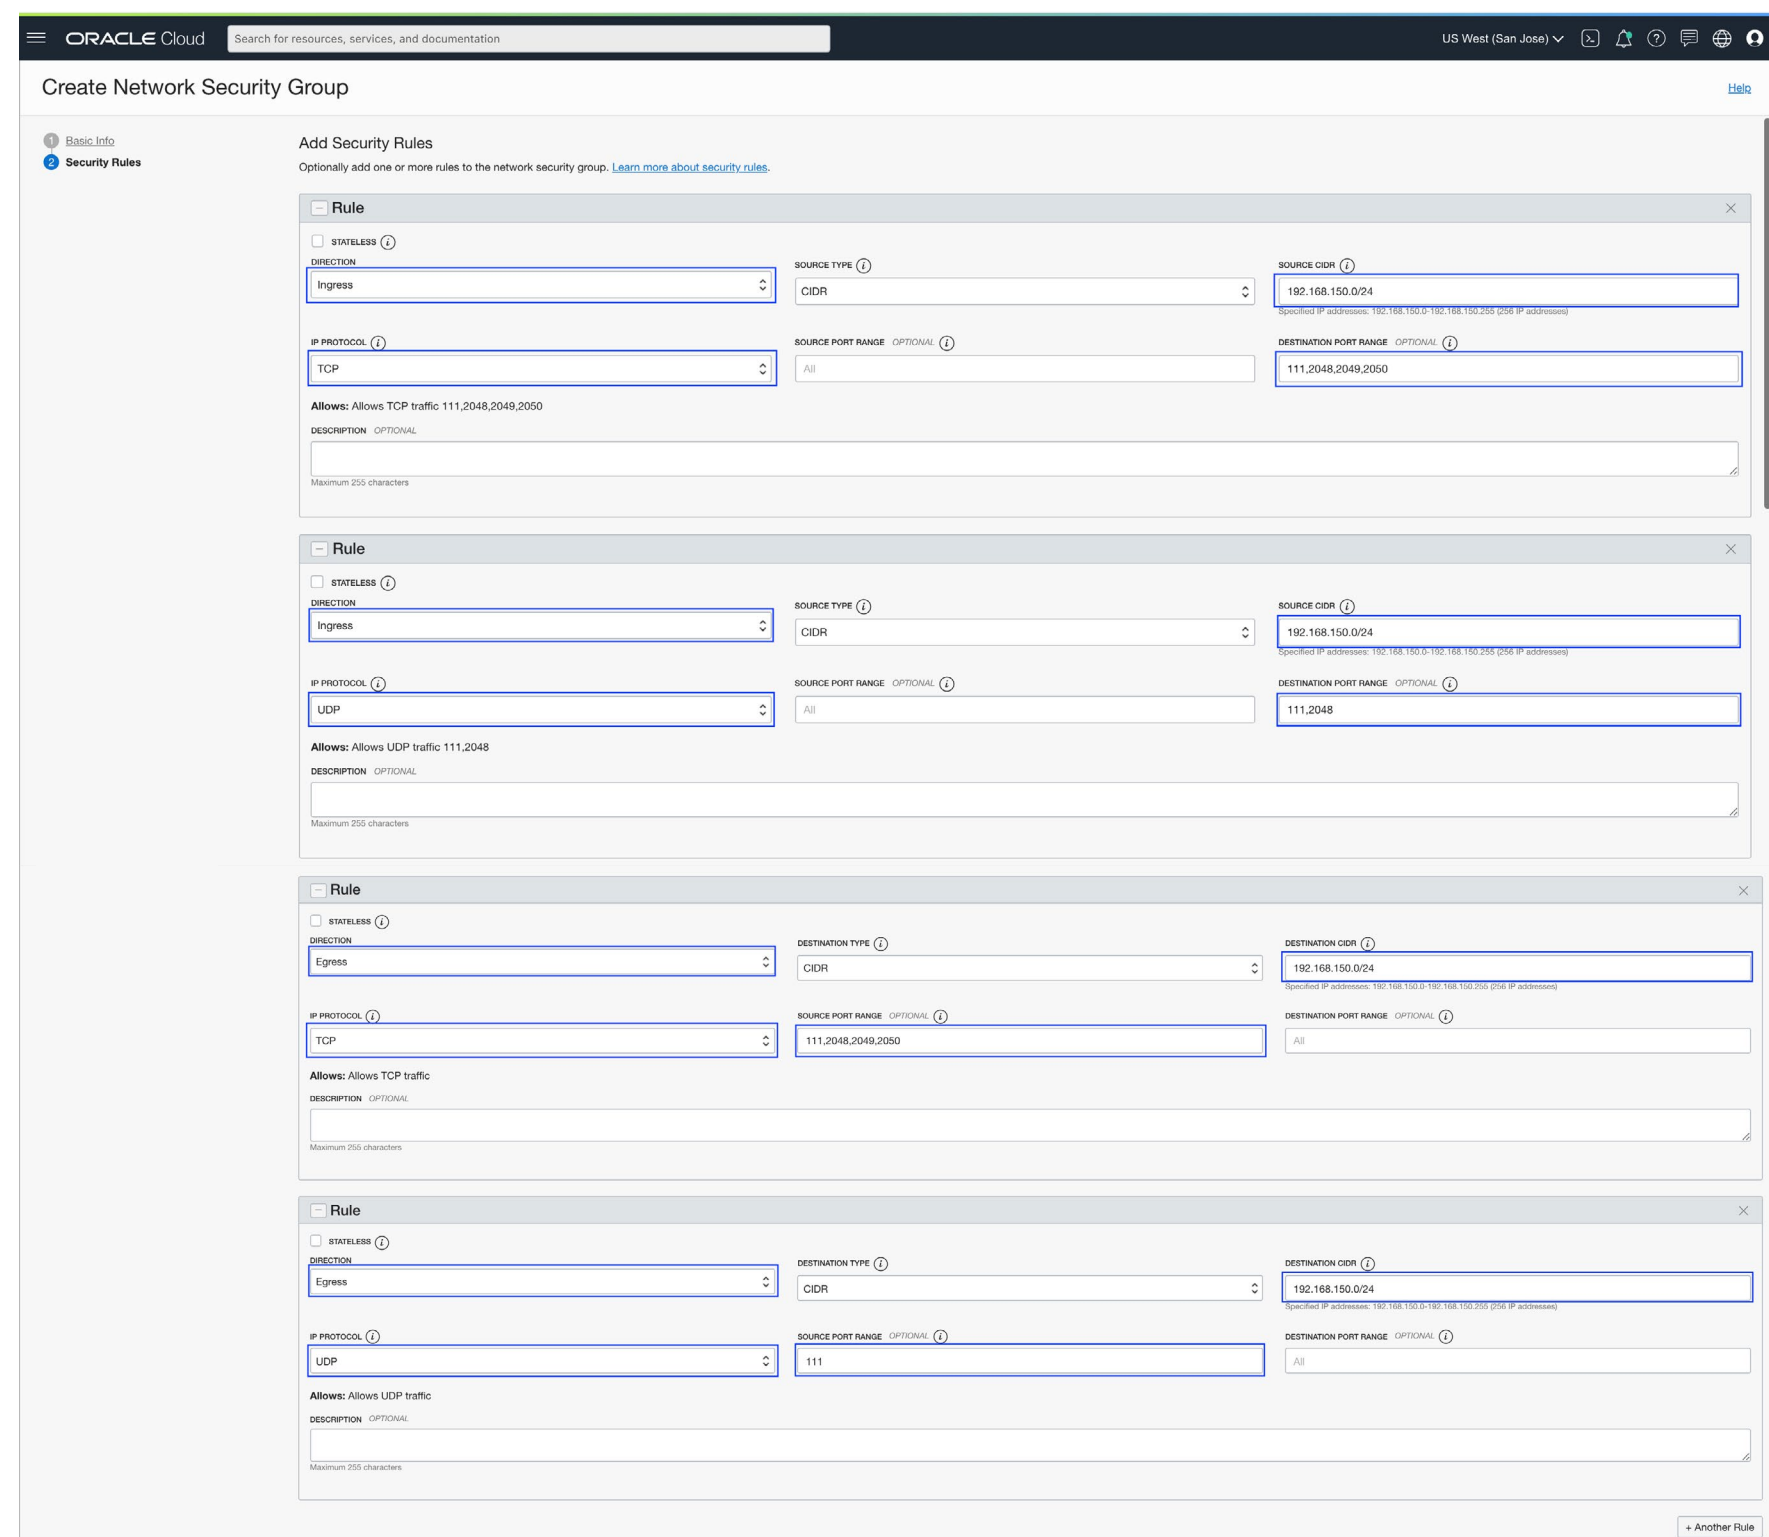 ORACLE Cloud
Search for resources, services, and documentation
US West (San Jose)
Create Network Security Group
Help
1 Basic Info
2 Security Rules
Add Security Rules
Optionally add one or more rules to the network security group. Learn more about security rules.
Rule
STATELESS
DIRECTION
Ingress
SOURCE TYPE
CIDR
SOURCE CIDR
192.168.150.0/24
Specified IP addresses: 192.168.150.0-192.168.150.255 (256 IP addresses)
IP PROTOCOL
TCP
SOURCE PORT RANGE OPTIONAL
All
DESTINATION PORT RANGE OPTIONAL
111,2048,2049,2050
Allows: Allows TCP traffic 111,2048,2049,2050
DESCRIPTION OPTIONAL
Maximum 255 characters
Rule
STATELESS
DIRECTION
Ingress
SOURCE TYPE
CIDR
SOURCE CIDR
192.168.150.0/24
Specified IP addresses: 192.168.150.0-192.168.150.255 (256 IP addresses)
IP PROTOCOL
UDP
SOURCE PORT RANGE OPTIONAL
All
DESTINATION PORT RANGE OPTIONAL
111,2048
Allows: Allows UDP traffic 111,2048
DESCRIPTION OPTIONAL
Maximum 255 characters
Rule
STATELESS
DIRECTION
Egress
DESTINATION TYPE
CIDR
DESTINATION CIDR
192.168.150.0/24
Specified IP addresses: 192.168.150.0-192.168.150.255 (256 IP addresses)
IP PROTOCOL
TCP
SOURCE PORT RANGE OPTIONAL
111,2048,2049,2050
DESTINATION PORT RANGE OPTIONAL
All
Allows: Allows TCP traffic
DESCRIPTION OPTIONAL
Maximum 255 characters
Rule
STATELESS
DIRECTION
Egress
DESTINATION TYPE
CIDR
DESTINATION CIDR
192.168.150.0/24
Specified IP addresses: 192.168.150.0-192.168.150.255 (256 IP addresses)
IP PROTOCOL
UDP
SOURCE PORT RANGE OPTIONAL
111
DESTINATION PORT RANGE OPTIONAL
All
Allows: Allows UDP traffic
DESCRIPTION OPTIONAL
Maximum 255 characters
+ Another Rule